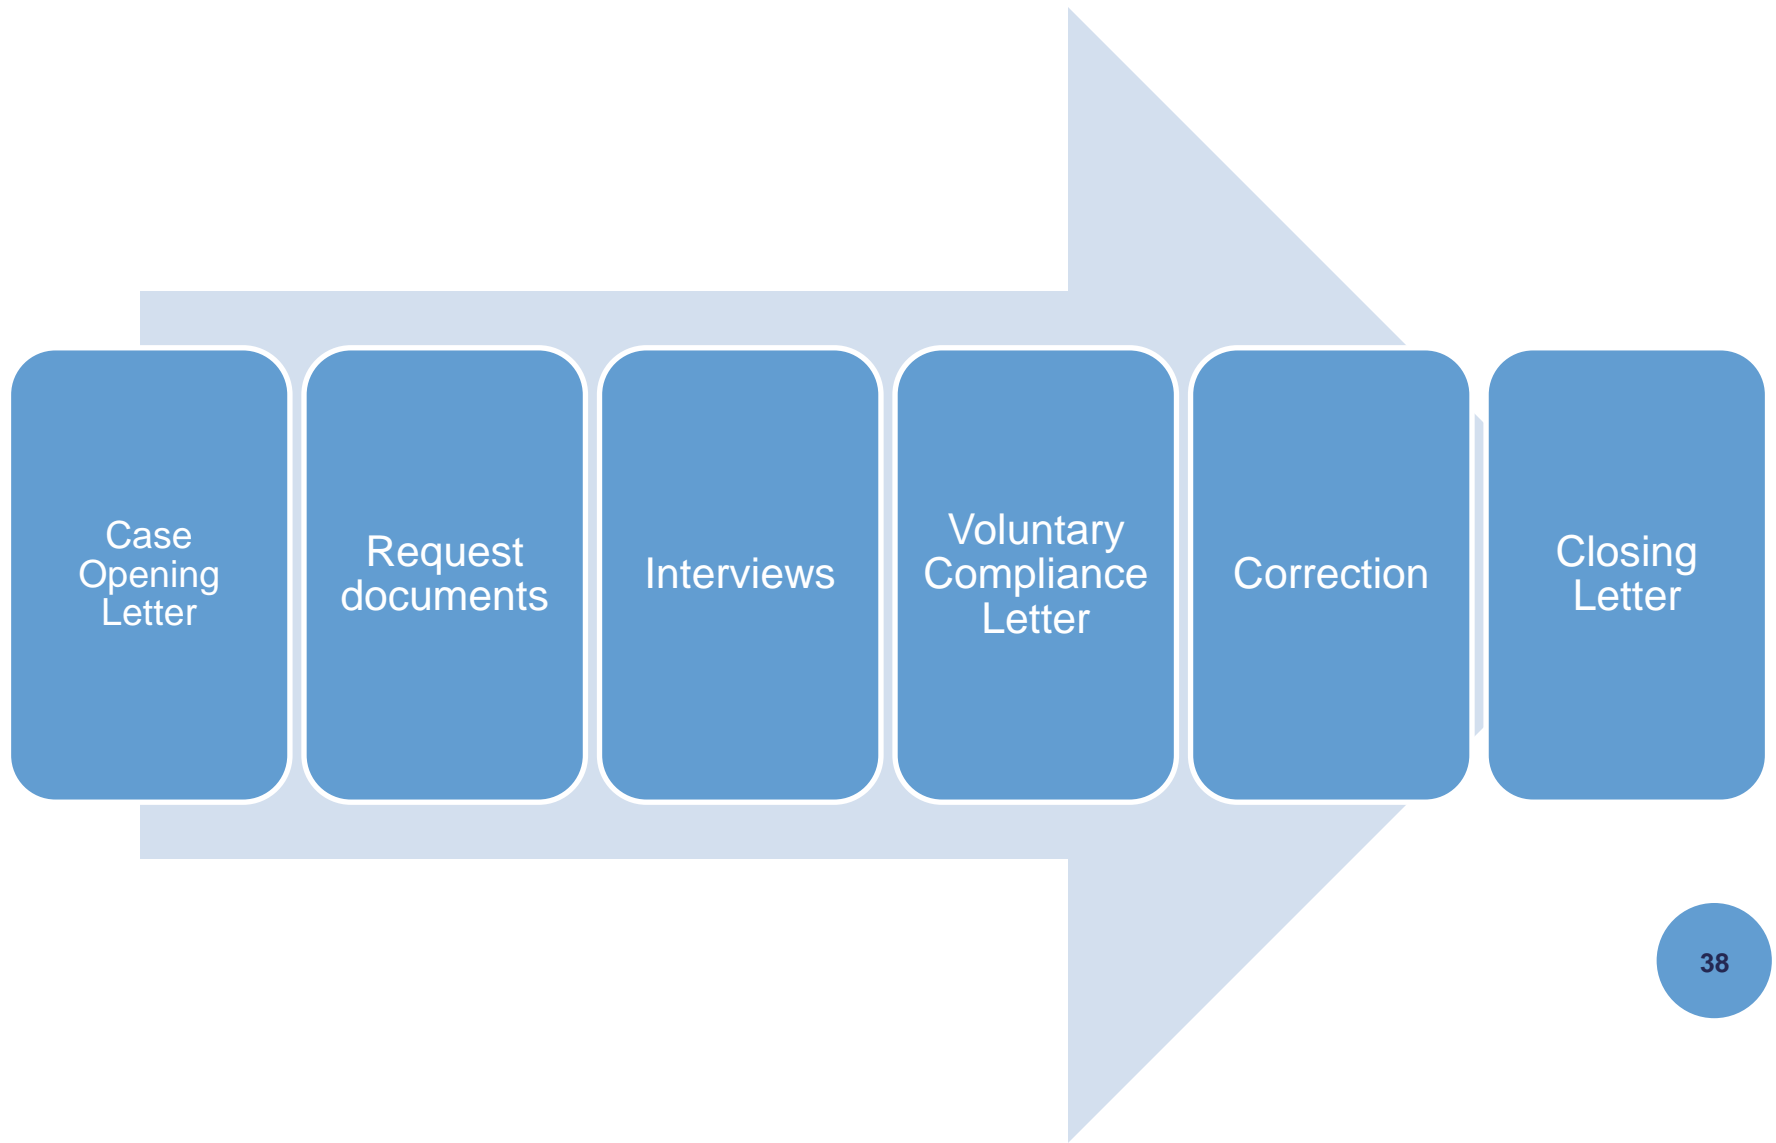 Case
Opening
Letter
Request
documents
Interviews
Voluntary
Compliance
Letter
Correction
Closing
Letter
38